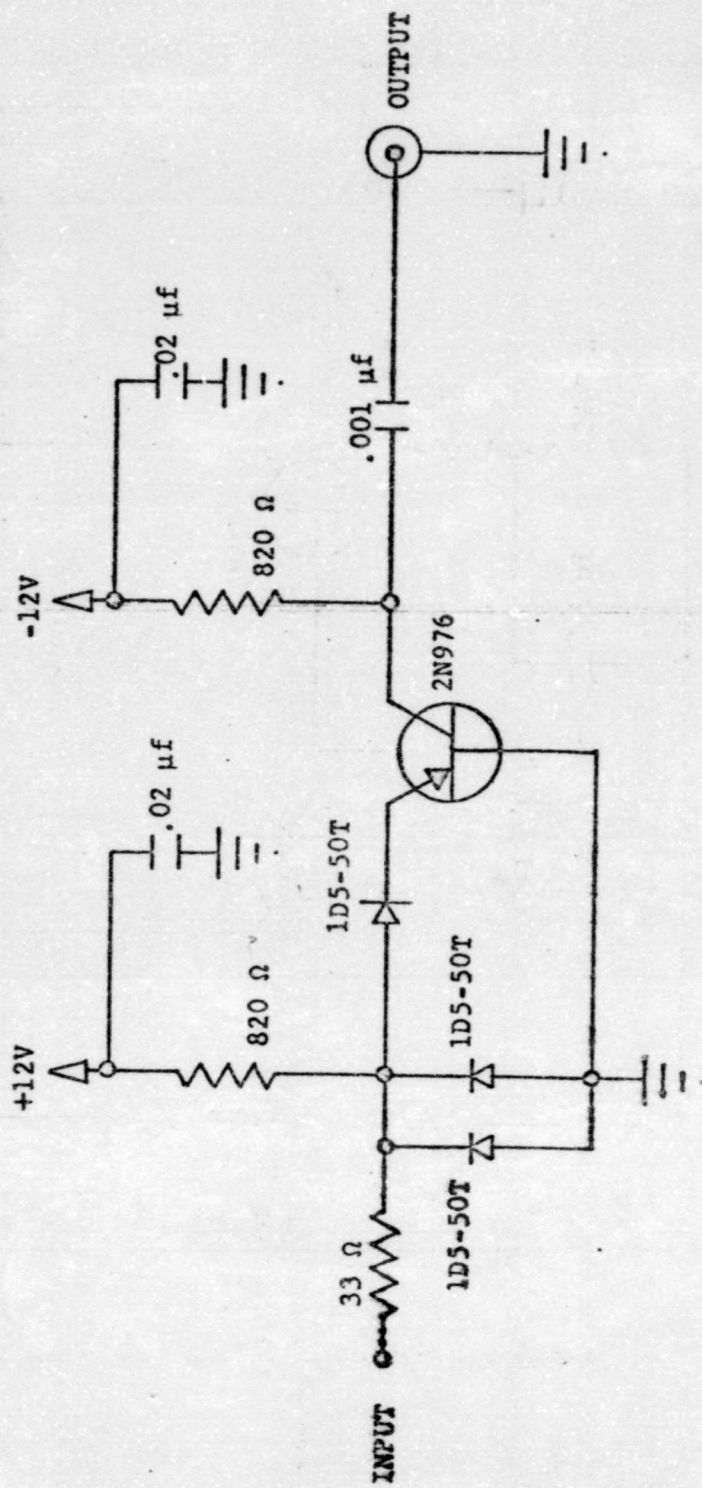 +12V
-12V
.02 µf
.02 µf
820 Ω
820 Ω
1D5-50T
.001 µf
INPUT
33 Ω
OUTPUT
2N976
1D5-50T
1D5-50T